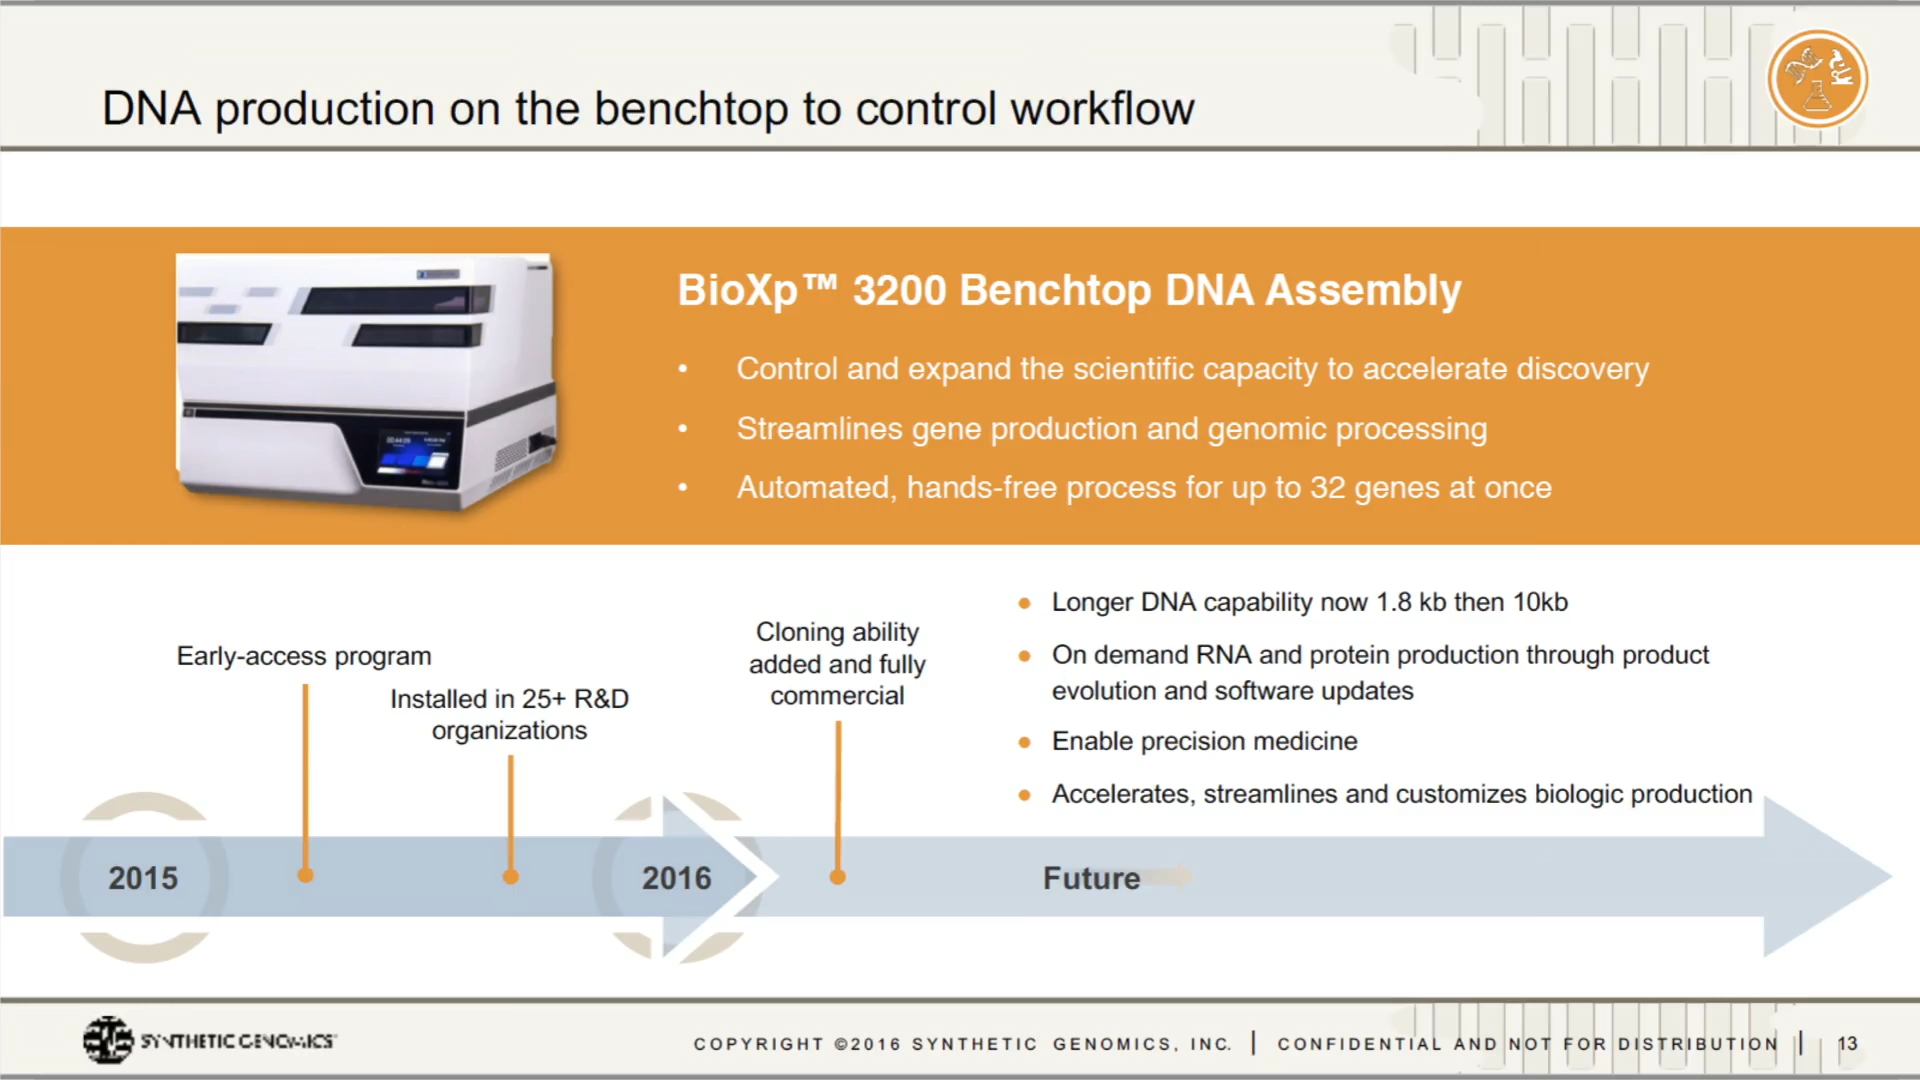 DNA production on the benchtop to control workflow
BioXp™ 3200 Benchtop DNA Assembly
• Control and expand the scientific capacity to accelerate discovery
• Streamlines gene production and genomic processing
• Automated, hands-free process for up to 32 genes at once
Early-access program
Installed in 25+ R&D
organizations
Cloning ability
added and fully
commercial
• Longer DNA capability now 1.8 kb then 10kb
• On demand RNA and protein production through product
evolution and software updates
• Enable precision medicine
• Accelerates, streamlines and customizes biologic production
2015
2016
Future
SYNTHETIC GENOMICS
COPYRIGHT ©2016 SYNTHETIC GENOMICS, INC. | CONFIDENTIAL AND NOT FOR DISTRIBUTION | 13